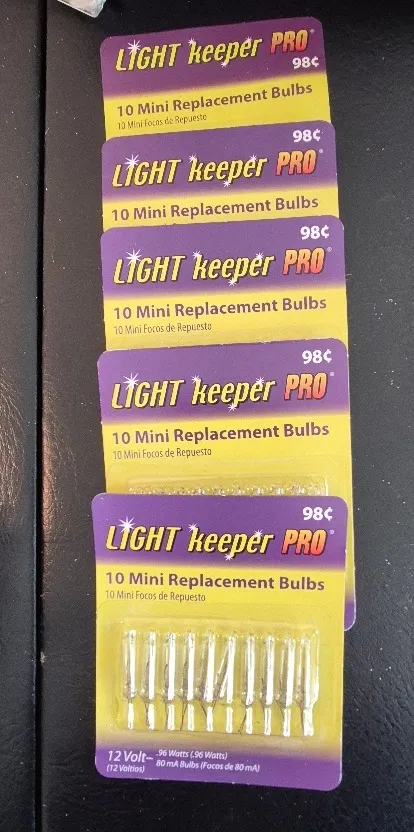 LIGHT keeper PRO®
98¢
10 Mini Replacement Bulbs
10 Mini Focos de Repuesto
98¢
LIGHT keeper PRO®
10 Mini Replacement Bulbs
98¢
LIGHT keeper PRO®
10 Mini Replacement Bulbs
10 Mini Focos de Repuesto
98¢
LIGHT keeper PRO®
10 Mini Replacement Bulbs
10 Mini Focos de Repuesto
98¢
LIGHT keeper PRO®
10 Mini Replacement Bulbs
10 Mini Focos de Repuesto
12 Volt– .96 Watts (.96 Watts)
(12 Voltios) 80 mA Bulbs (Focos de 80 mA)